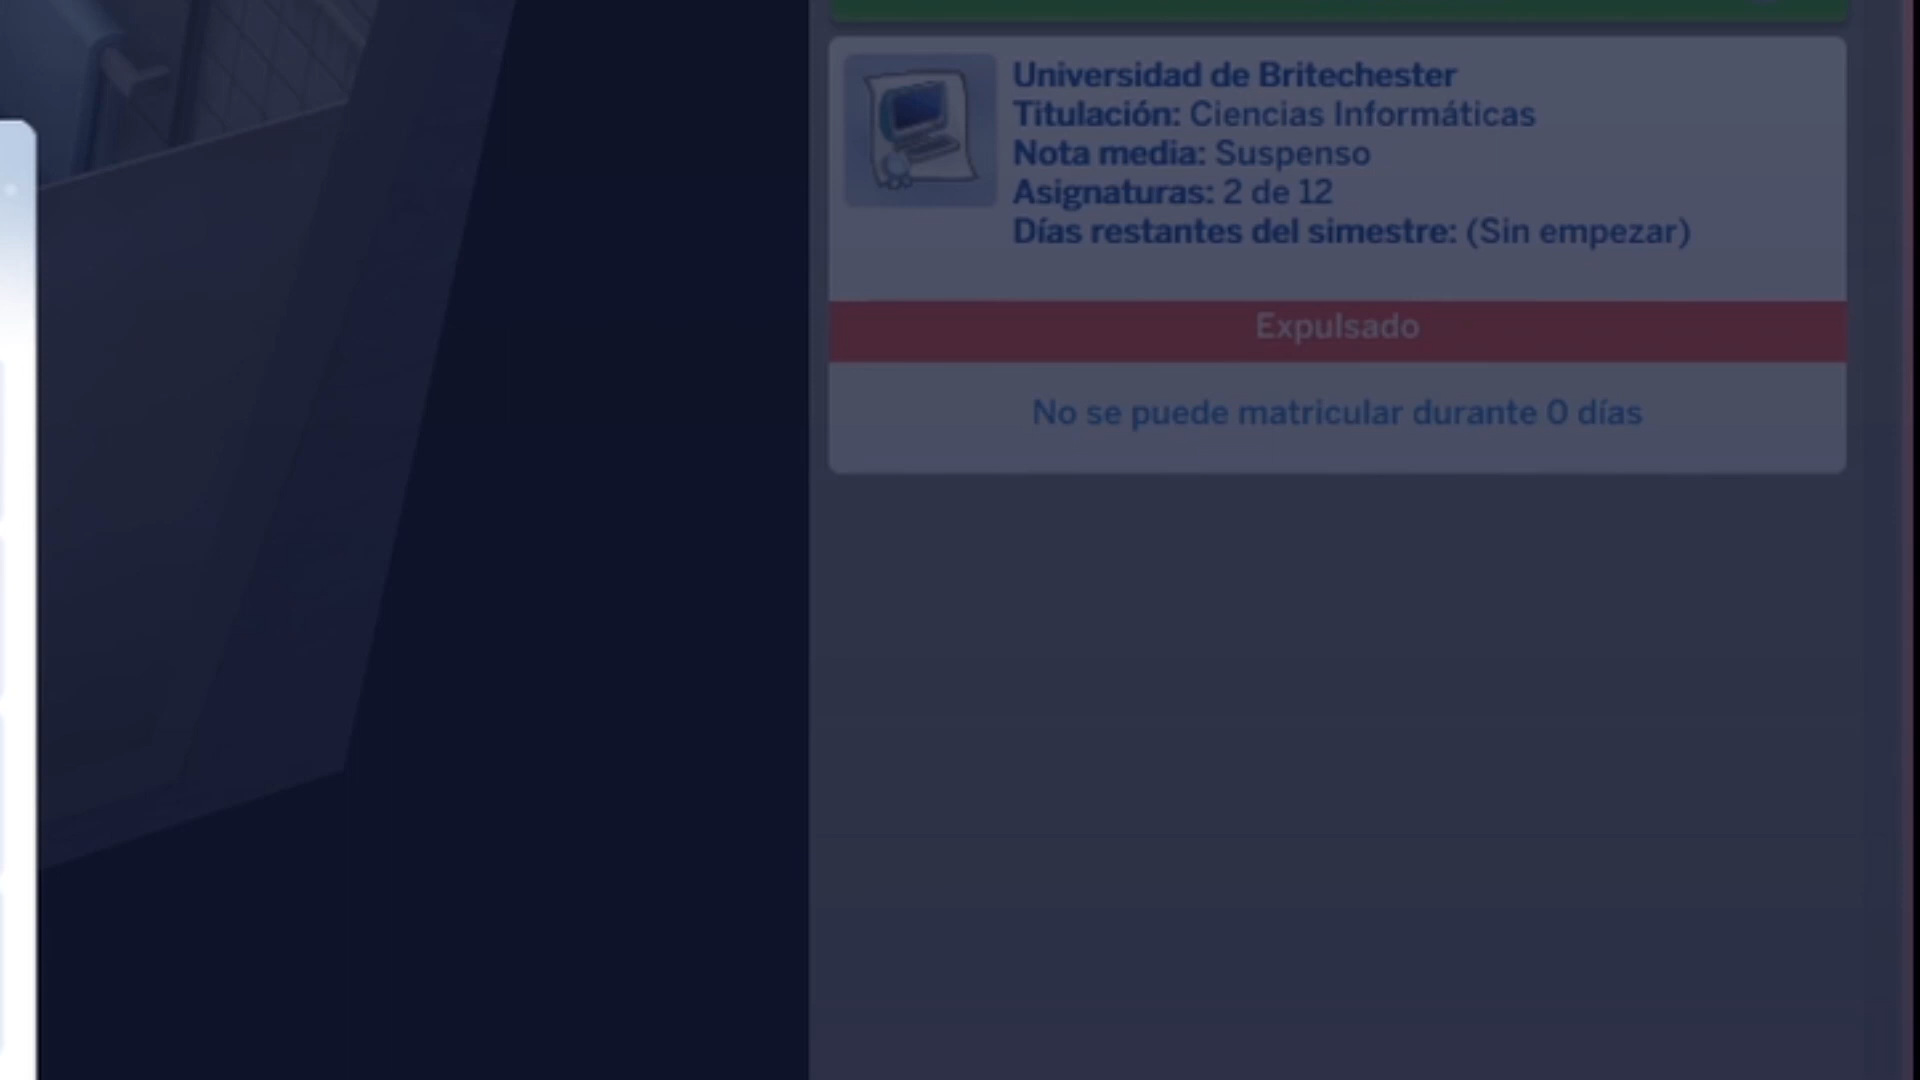 Universidad de Britechester
Titulación: Ciencias Informáticas
Nota media: Suspenso
Asignaturas: 2 de 12
Días restantes del simestre: (Sin empezar)
Expulsado
No se puede matricular durante 0 días